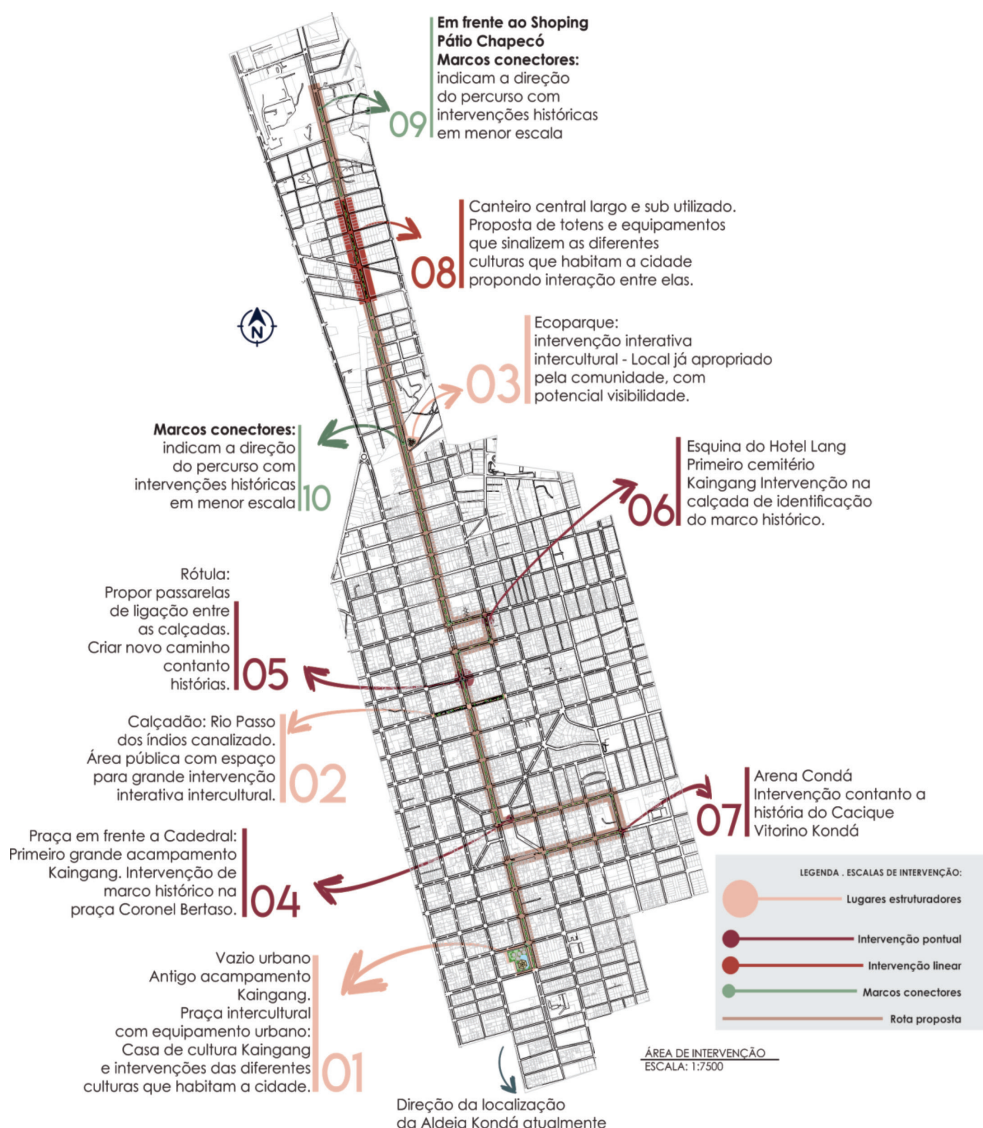 Em frente ao Shoping
Pátio Chapecó
Marcos conectores:
indicam a direção
do percurso com
intervenções históricas
em menor escala
09
Canteiro central largo e sub utilizado.
Proposta de totens e equipamentos
que sinalizem as diferentes
culturas que habitam a cidade
propondo interação entre elas.
08
N
Ecoparque:
intervenção interativa
intercultural - Local já apropriado
pela comunidade, com
potencial visibilidade.
03
Marcos conectores:
indicam a direção
do percurso com
intervenções históricas
em menor escala
10
Esquina do Hotel Lang
Primeiro cemitério
Kaingang Intervenção na
calçada de identificação
do marco histórico.
06
Rótula:
Propor passarelas
de ligação entre
as calçadas.
Criar novo caminho
contanto
histórias.
05
Calçadão: Rio Passo
dos índios canalizado.
Área pública com espaço
para grande intervenção
interativa intercultural.
02
Arena Condá
Intervenção contanto a
história do Cacique
Vitorino Kondá
07
Praça em frente a Cadedral:
Primeiro grande acampamento
Kaingang. Intervenção de
marco histórico na
praça Coronel Bertaso.
04
LEGENDA . ESCALAS DE INTERVENÇÃO:
Lugares estruturadores
Intervenção pontual
Intervenção linear
Marcos conectores
Rota proposta
Vazio urbano
Antigo acampamento
Kaingang.
Praça intercultural
com equipamento urbano:
Casa de cultura Kaingang
e intervenções das diferentes
culturas que habitam a cidade.
01
ÁREA DE INTERVENÇÃO
ESCALA: 1:7500
Direção da localização
da Aldeia Kondá atualmente